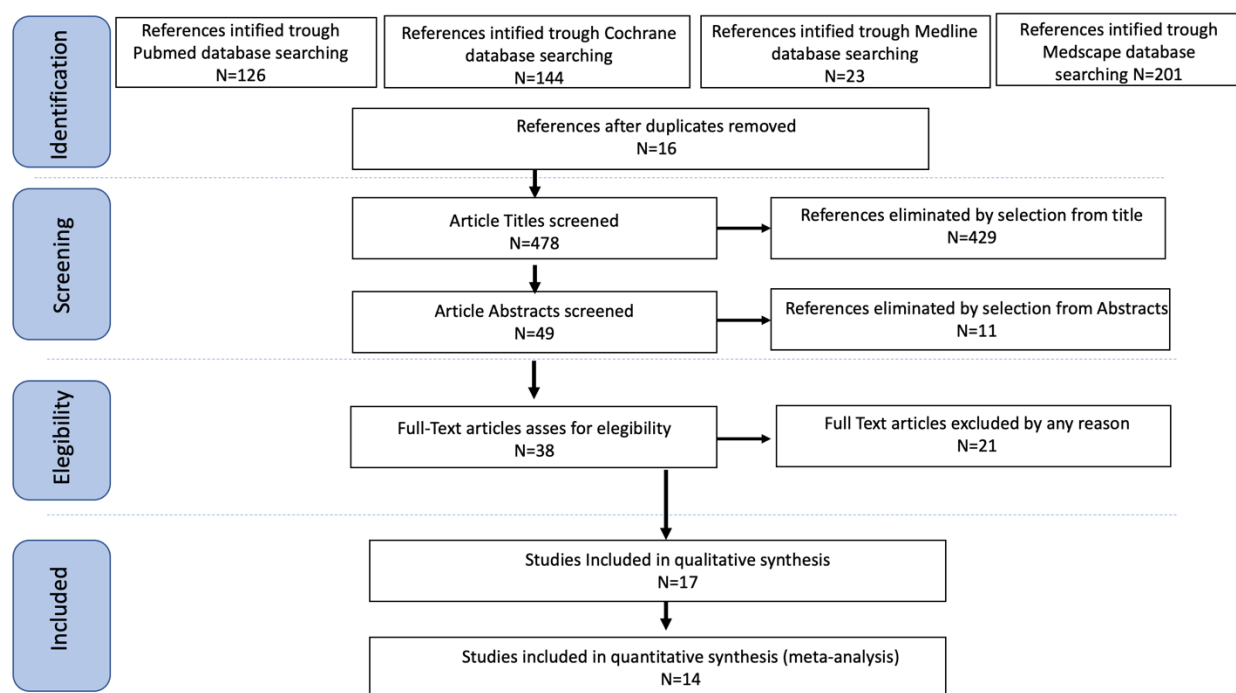 Identification
References intified trough
Pubmed database searching
N=126
References intified trough Cochrane
database searching
N=144
References intified trough Medline
database searching
N=23
References intified trough
Medscape database
searching N=201
References after duplicates removed
N=16
Screening
Article Titles screened
N=478
References eliminated by selection from title
N=429
Article Abstracts screened
N=49
References eliminated by selection from Abstracts
N=11
Elegibility
Full-Text articles asses for elegibility
N=38
Full Text articles excluded by any reason
N=21
Included
Studies Included in qualitative synthesis
N=17
Studies included in quantitative synthesis (meta-analysis)
N=14